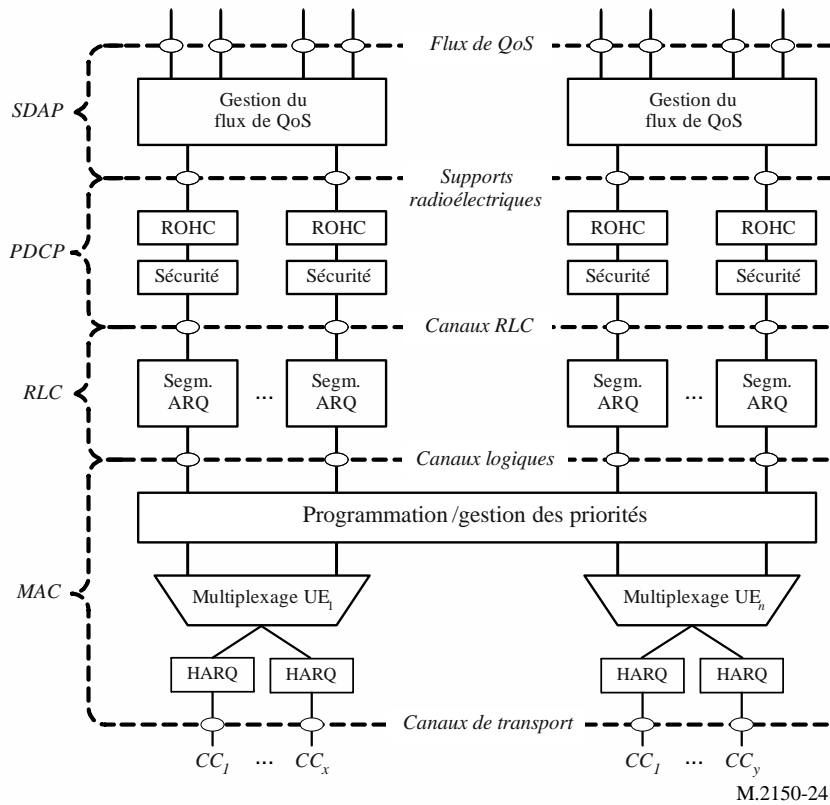 Flux de QoS
SDAP
Gestion du
flux de QoS
Gestion du
flux de QoS
Supports
radioélectriques
PDCP
ROHC
ROHC
ROHC
ROHC
Sécurité
Sécurité
Sécurité
Sécurité
Canaux RLC
RLC
Segm.
ARQ
...
Segm.
ARQ
Segm.
ARQ
...
Segm.
ARQ
Canaux logiques
Programmation/gestion des priorités
MAC
Multiplexage UE1
Multiplexage UEn
HARQ
HARQ
HARQ
HARQ
Canaux de transport
CC1 ... CCx
CC1 ... CCy
M.2150-24